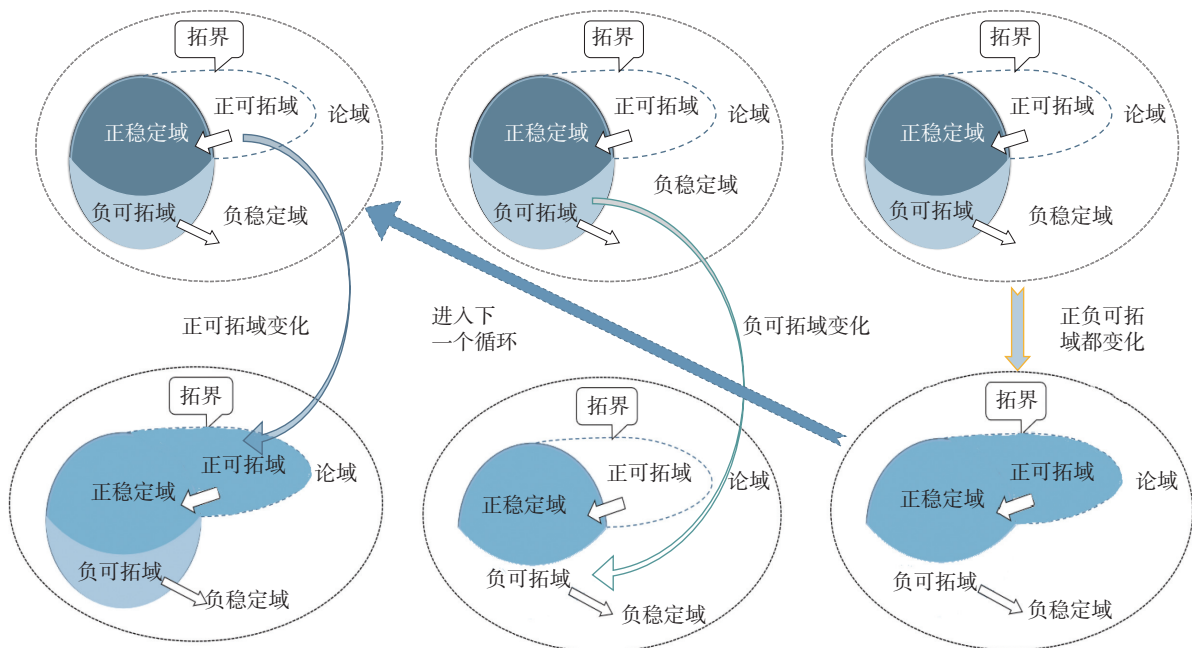 拓界
正可拓域
论域
正稳定域
负可拓域
负稳定域
拓界
正可拓域
论域
正稳定域
负稳定域
负可拓域
拓界
正可拓域
论域
正稳定域
负可拓域
负稳定域
正可拓域变化
进入下
一个循环
负可拓域变化
正负可拓
域都变化
拓界
正可拓域
论域
正稳定域
负可拓域
负稳定域
拓界
正可拓域
论域
正稳定域
负可拓域
负稳定域
拓界
正可拓域
论域
正稳定域
负可拓域
负稳定域